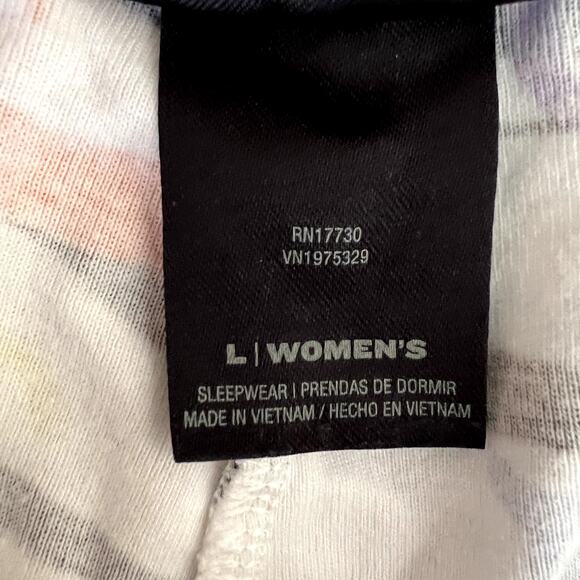 RN17730
VN1975329
L | WOMEN'S
SLEEPWEAR | PRENDAS DE DORMIR
MADE IN VIETNAM / HECHO EN VIETNAM